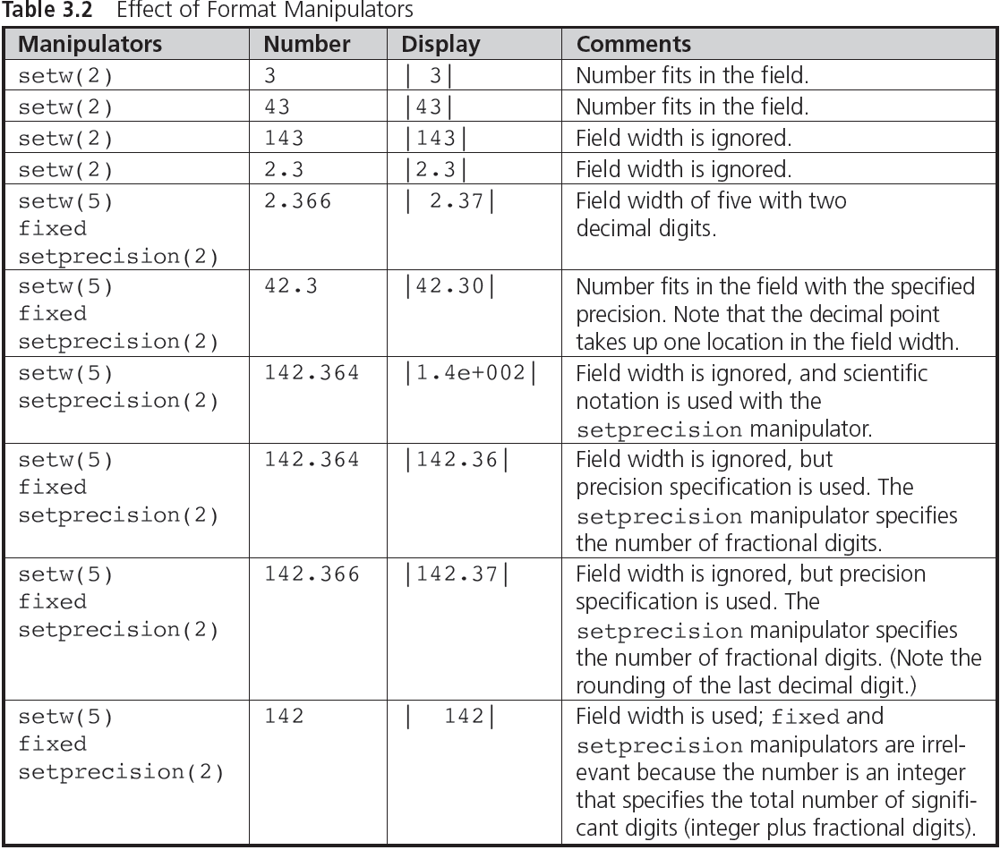 Table 3.2 Effect of Format Manipulators
Manipulators Number Display Comments
setw(2) 3 | 3| Number fits in the field.
setw(2) 43 |43| Number fits in the field.
setw(2) 143 |143| Field width is ignored.
setw(2) 2.3 |2.3| Field width is ignored.
setw(5) 2.366 | 2.37| Field width of five with two
fixed decimal digits.
setprecision(2)
setw(5) 42.3 |42.30| Number fits in the field with the specified
fixed precision. Note that the decimal point
setprecision(2) takes up one location in the field width.
setw(5) 142.364 |1.4e+002| Field width is ignored, and scientific
setprecision(2) notation is used with the
setprecision manipulator.
setw(5) 142.364 |142.36| Field width is ignored, but
fixed precision specification is used. The
setprecision(2) setprecision manipulator specifies
the number of fractional digits.
setw(5) 142.366 |142.37| Field width is ignored, but precision
fixed specification is used. The
setprecision(2) setprecision manipulator specifies
the number of fractional digits. (Note the
rounding of the last decimal digit.)
setw(5) 142 |  142| Field width is used; fixed and
fixed setprecision manipulators are irrel-
setprecision(2) evant because the number is an integer
that specifies the total number of signifi-
cant digits (integer plus fractional digits).